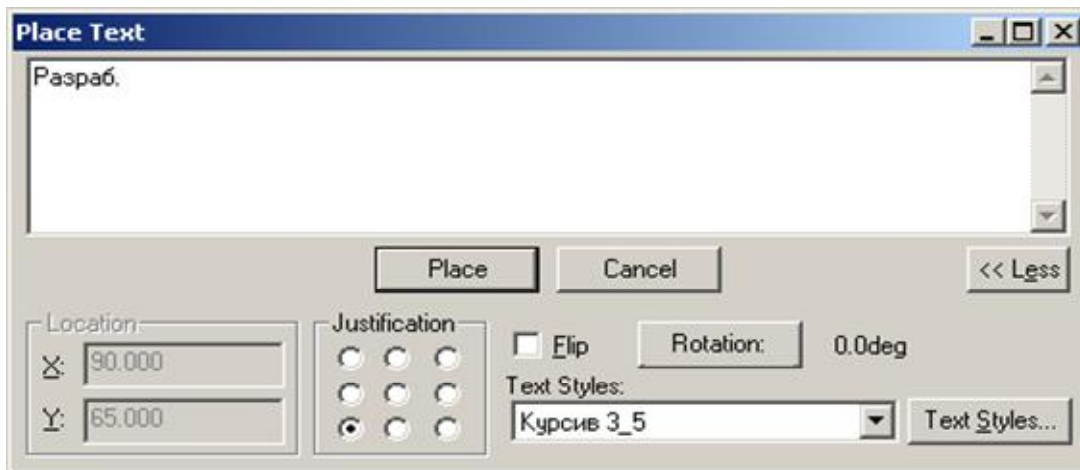 Place Text
Разраб.
Place Cancel << Less
Location Justification
X: 90.000 Flip Rotation: 0.0deg
Text Styles:
Y: 65.000 Курсив 3_5 Text Styles...